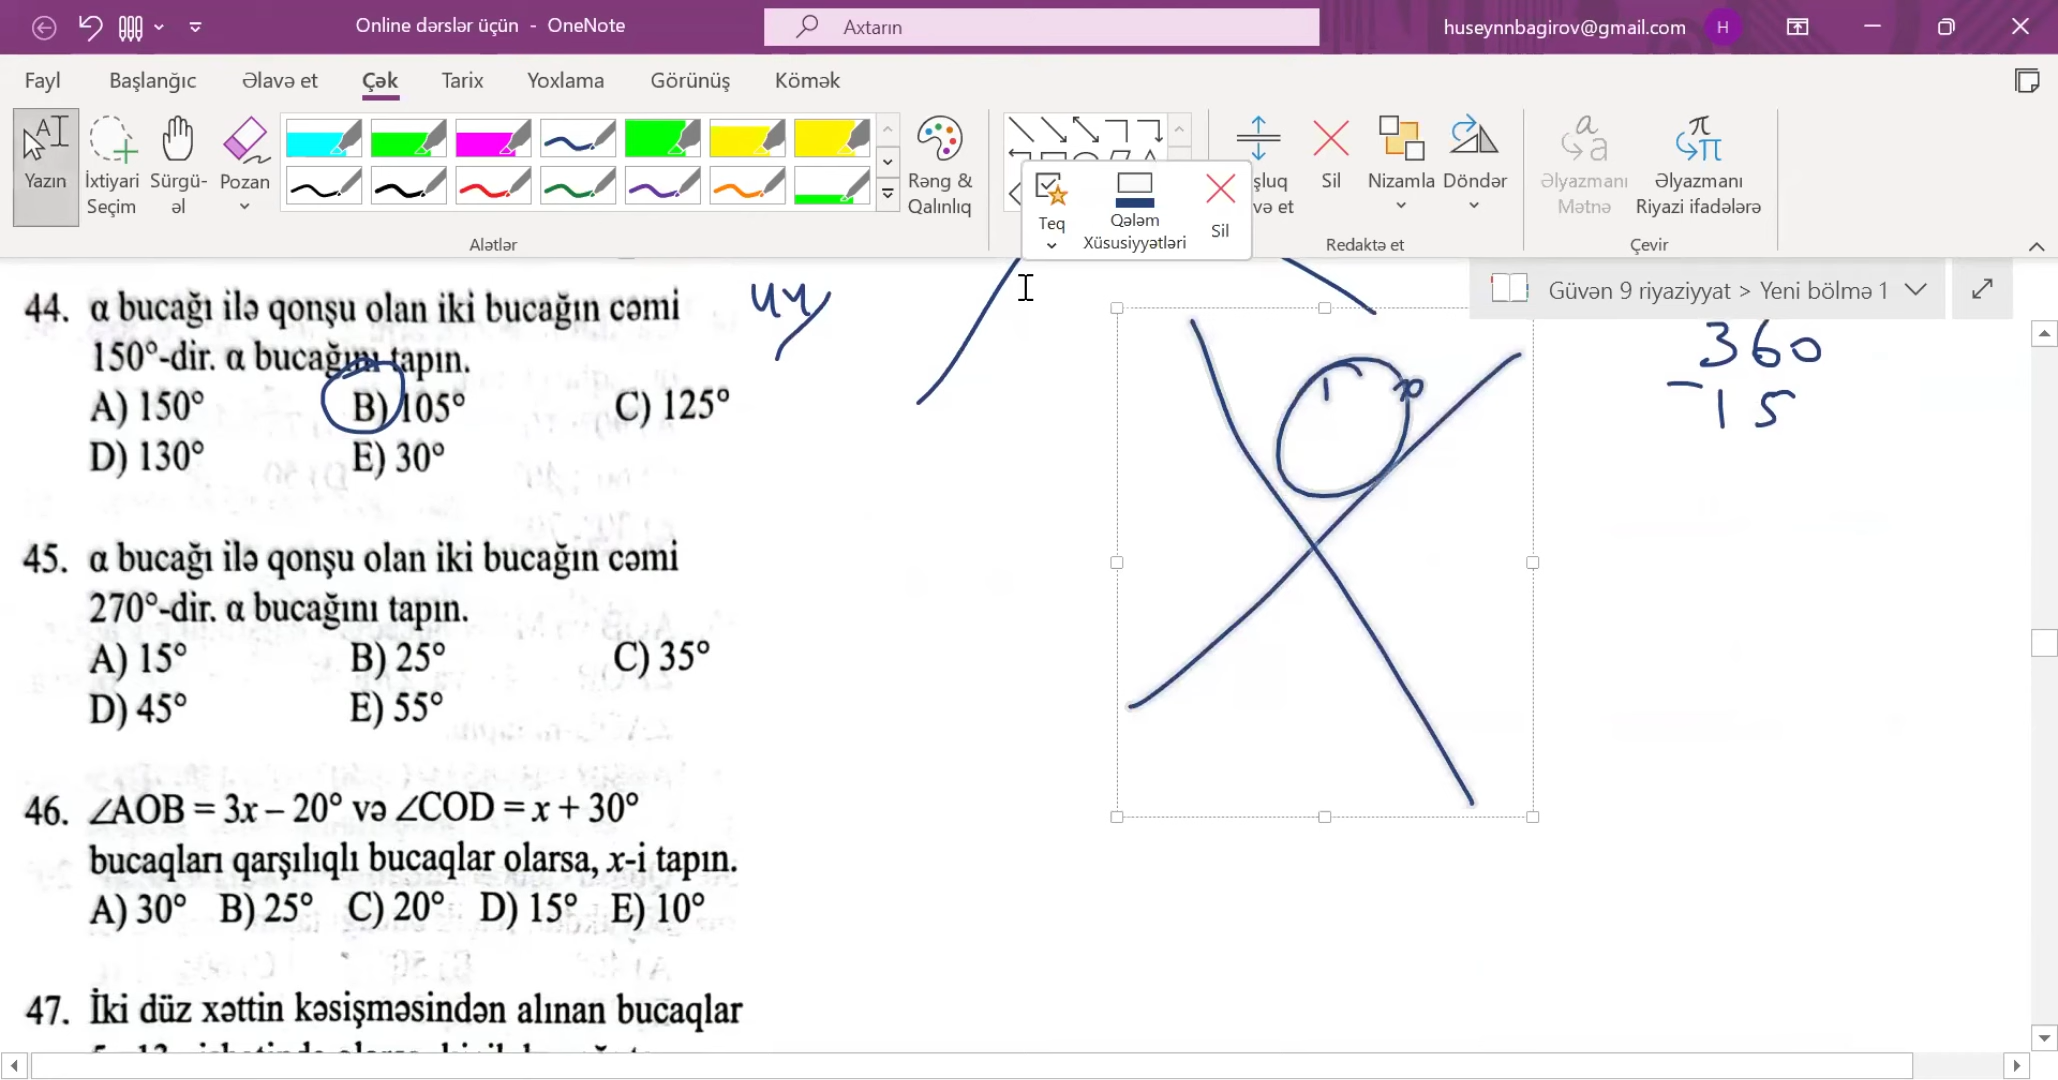 Online dərslər üçün - OneNote
Axtarın
huseynnbagirov@gmail.com
H
Fayl
Başlanğıc
Əlavə et
Çək
Tarix
Yoxlama
Görünüş
Kömək
Yazın
İxtiyari Seçim
Sürgü-əl
Pozan
Alətlər
Rəng & Qalınlıq
Teq
Qələm Xüsusiyyətləri
Sil
şluq
və et
Sil
Nizamla
Döndər
Redaktə et
Əlyazmanı Mətnə
Əlyazmanı Riyazi ifadələrə
Çevir
Güvən 9 riyaziyyat > Yeni bölmə 1
44. α bucağı ilə qonşu olan iki bucağın cəmi
150°-dir. α bucağını tapın.
A) 150° B) 105° C) 125°
D) 130° E) 30°
44
360
- 15
45. α bucağı ilə qonşu olan iki bucağın cəmi
270°-dir. α bucağını tapın.
A) 15° B) 25° C) 35°
D) 45° E) 55°
46. ∠AOB = 3x – 20° və ∠COD = x + 30°
bucaqları qarşılıqlı bucaqlar olarsa, x-i tapın.
A) 30° B) 25° C) 20° D) 15° E) 10°
47. İki düz xəttin kəsişməsindən alınan bucaqlar